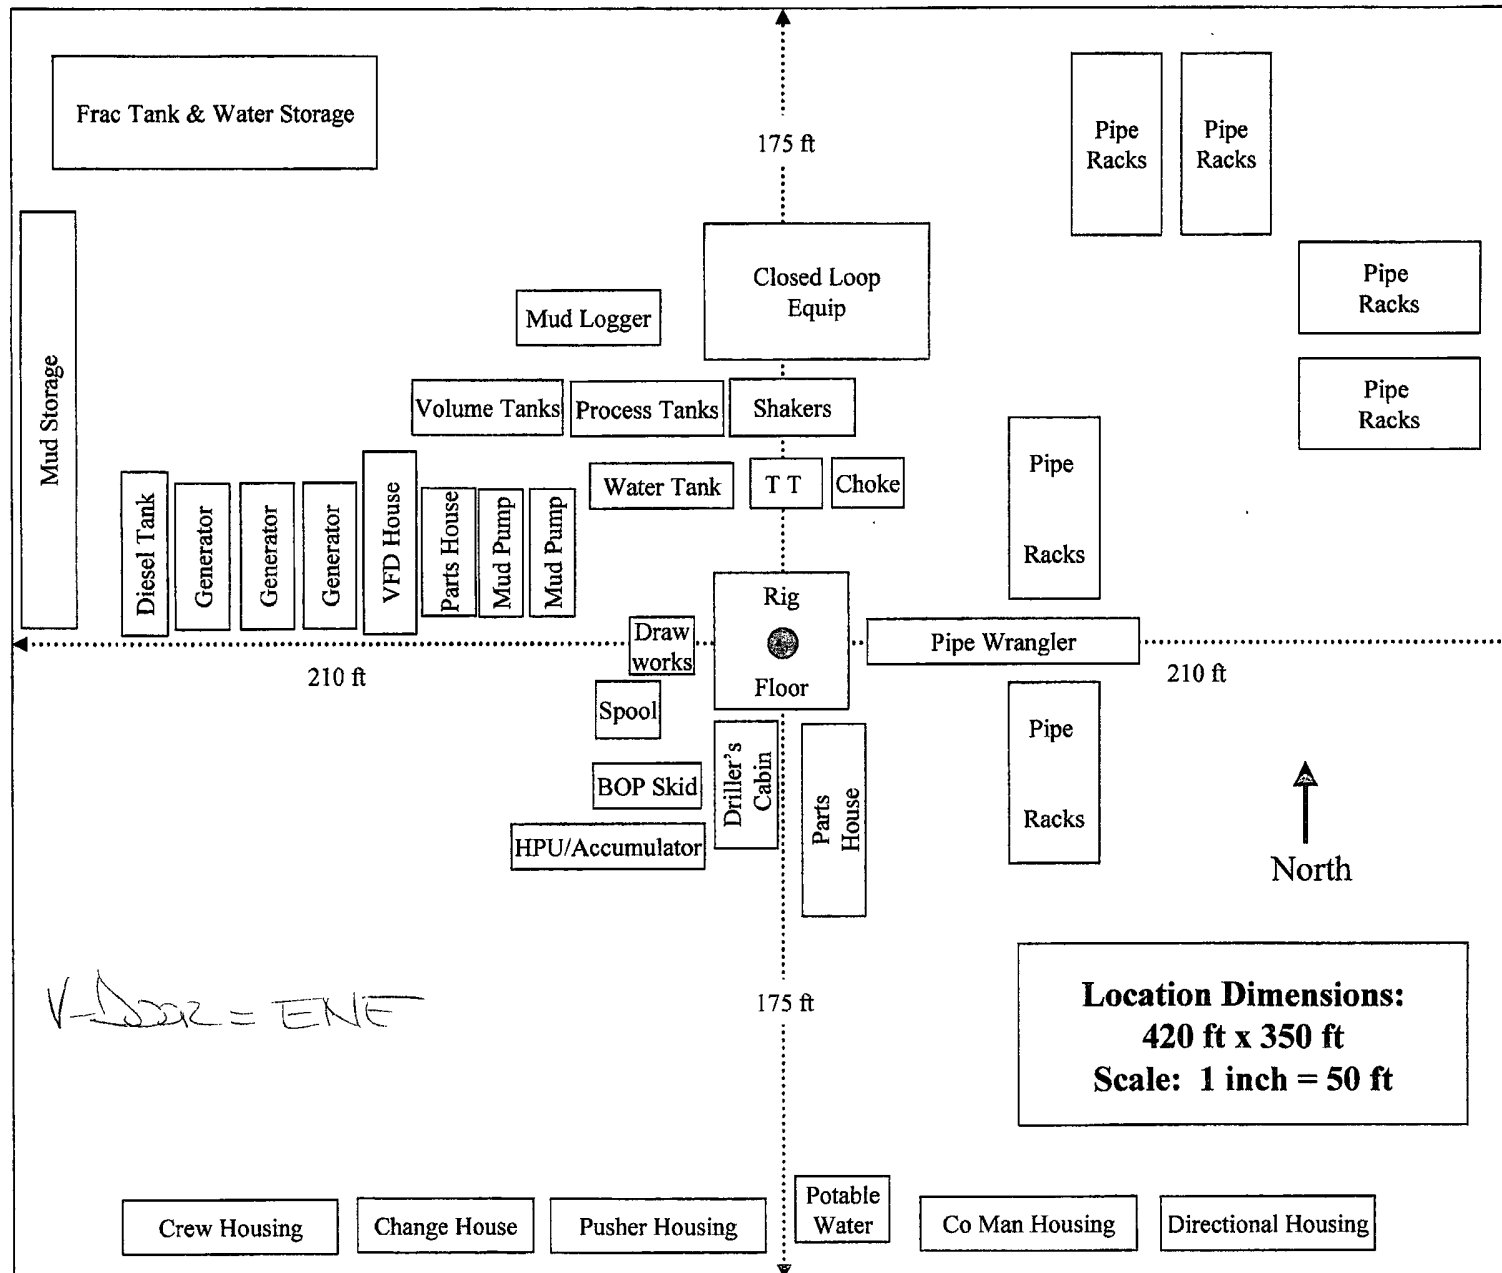 Frac Tank & Water Storage
175 ft
Pipe
Racks
Pipe
Racks
Closed Loop
Equip
Pipe
Racks
Mud Logger
Mud Storage
Volume Tanks
Process Tanks
Shakers
Pipe
Racks
Diesel Tank
Generator
Generator
Generator
VFD House
Parts House
Mud Pump
Mud Pump
Water Tank
T T
Choke
Pipe
Racks
Rig
Floor
Draw
works
Pipe Wrangler
210 ft
210 ft
Spool
Driller's
Cabin
Parts
House
Pipe
Racks
BOP Skid
HPU/Accumulator
North
V-Door = ENE
175 ft
Location Dimensions:
420 ft x 350 ft
Scale: 1 inch = 50 ft
Crew Housing
Change House
Pusher Housing
Potable
Water
Co Man Housing
Directional Housing